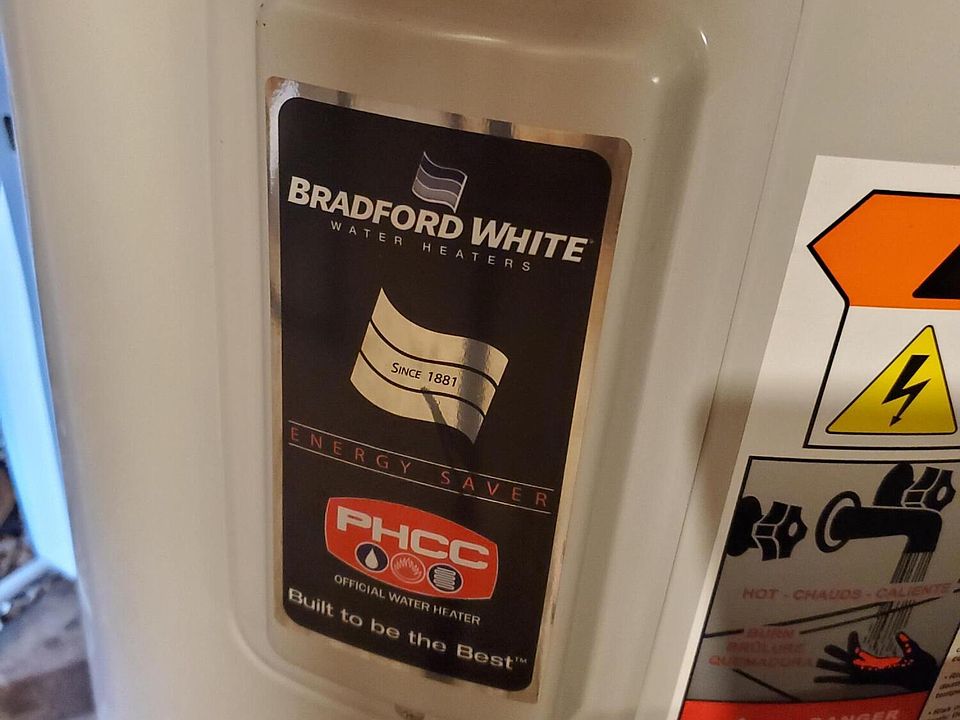 BRADFORD WHITE
WATER HEATERS
SINCE 1881
ENERGY SAVER
PHCC
OFFICIAL WATER HEATER
Built to be the Best™
HOT - CHAUDS - CALIENTE
BURN
BRÛLURE
QUEMADURA